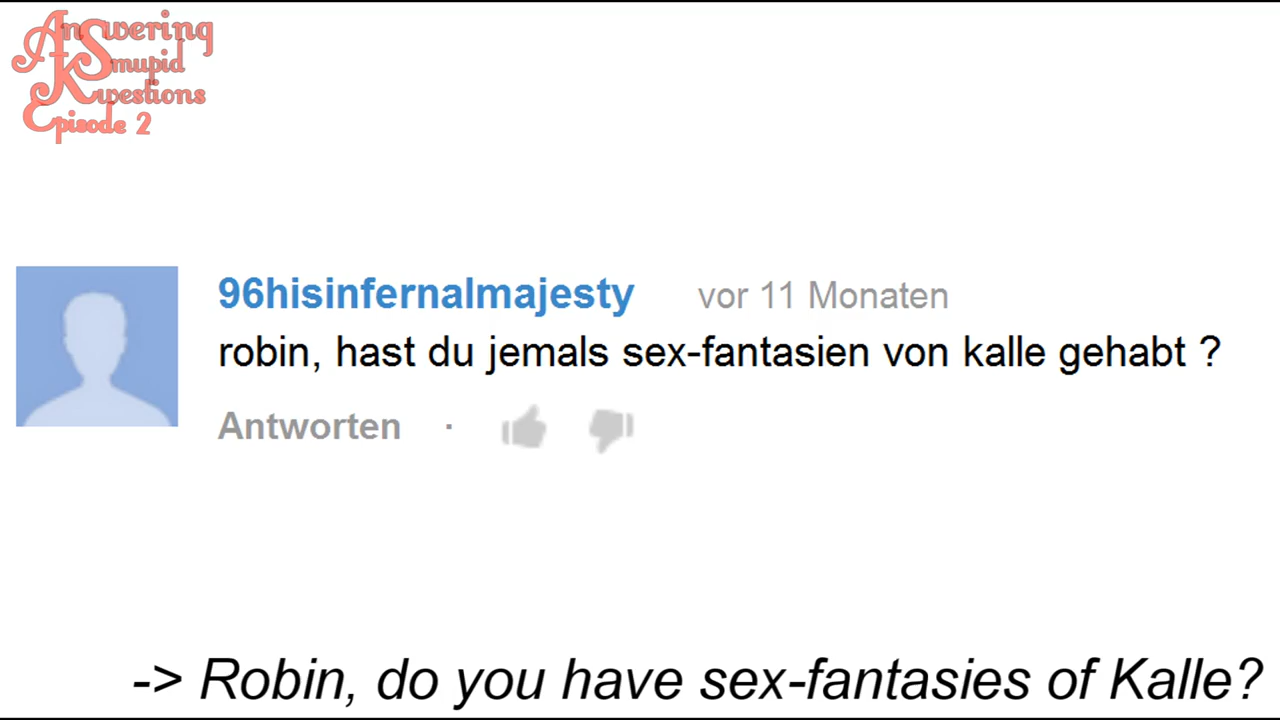 Answering
Smupid
Kwestions
Episode 2
96hisinfernalmajesty vor 11 Monaten
robin, hast du jemals sex-fantasien von kalle gehabt ?
Antworten ·
-> Robin, do you have sex-fantasies of Kalle?